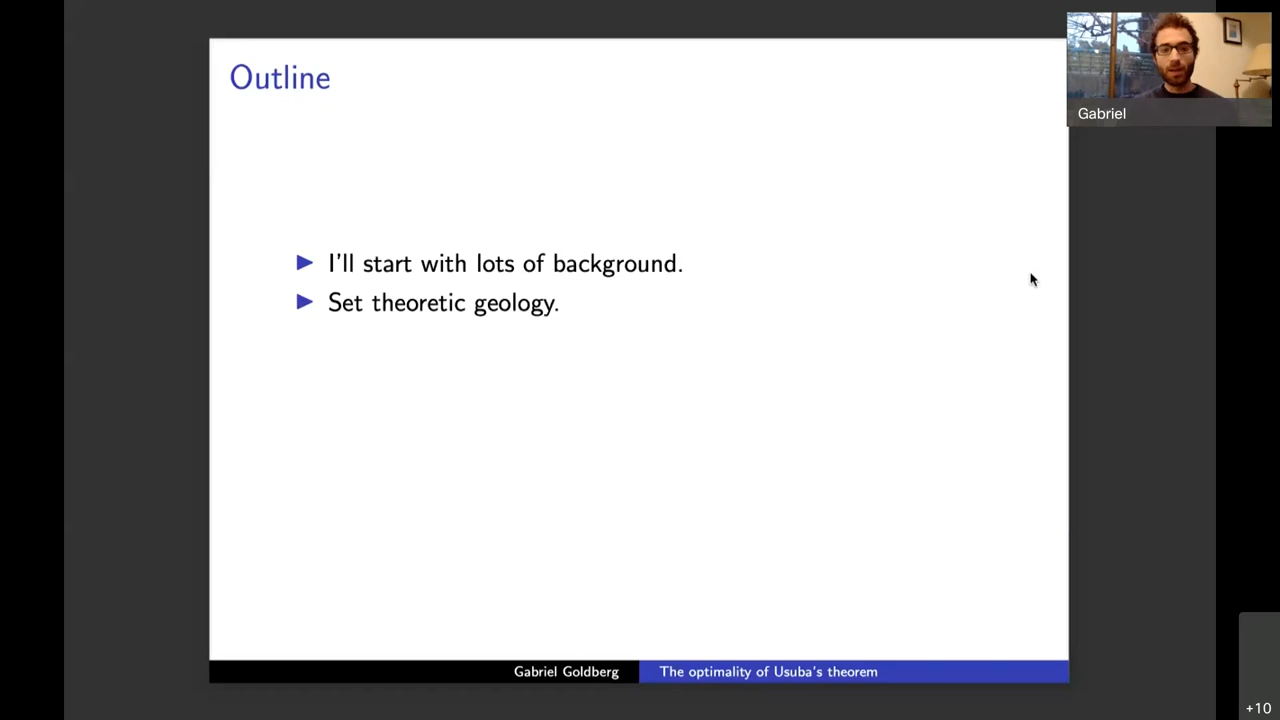 Outline
Gabriel
I'll start with lots of background.
Set theoretic geology.
Gabriel Goldberg
The optimality of Usuba's theorem
+10